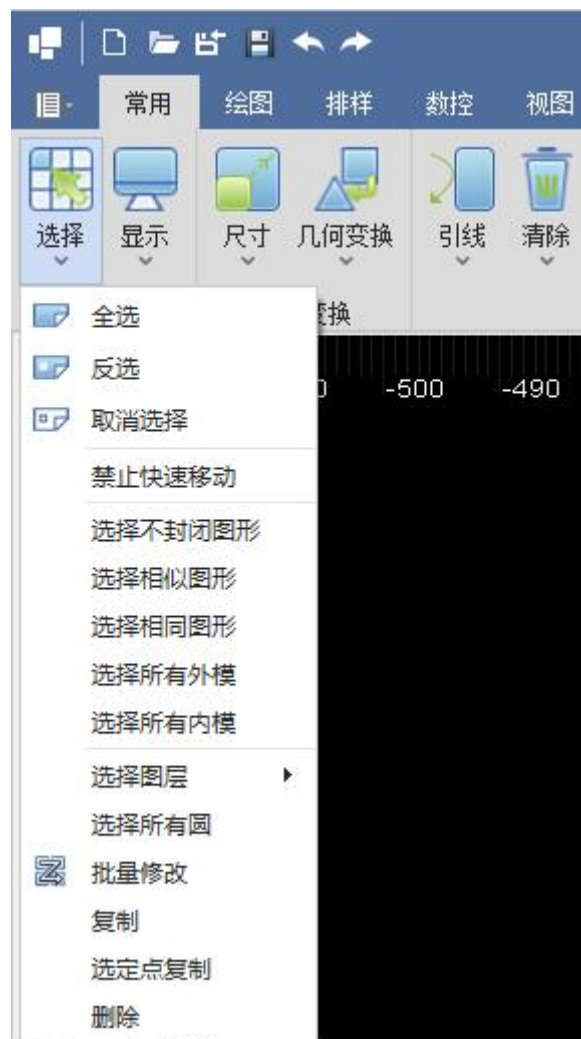 常用 绘图 排样 数控 视图
选择 显示 尺寸 几何变换 引线 清除
变换
-500 -490
全选
反选
取消选择
禁止快速移动
选择不封闭图形
选择相似图形
选择相同图形
选择所有外模
选择所有内模
选择图层
选择所有圆
批量修改
复制
选定点复制
删除